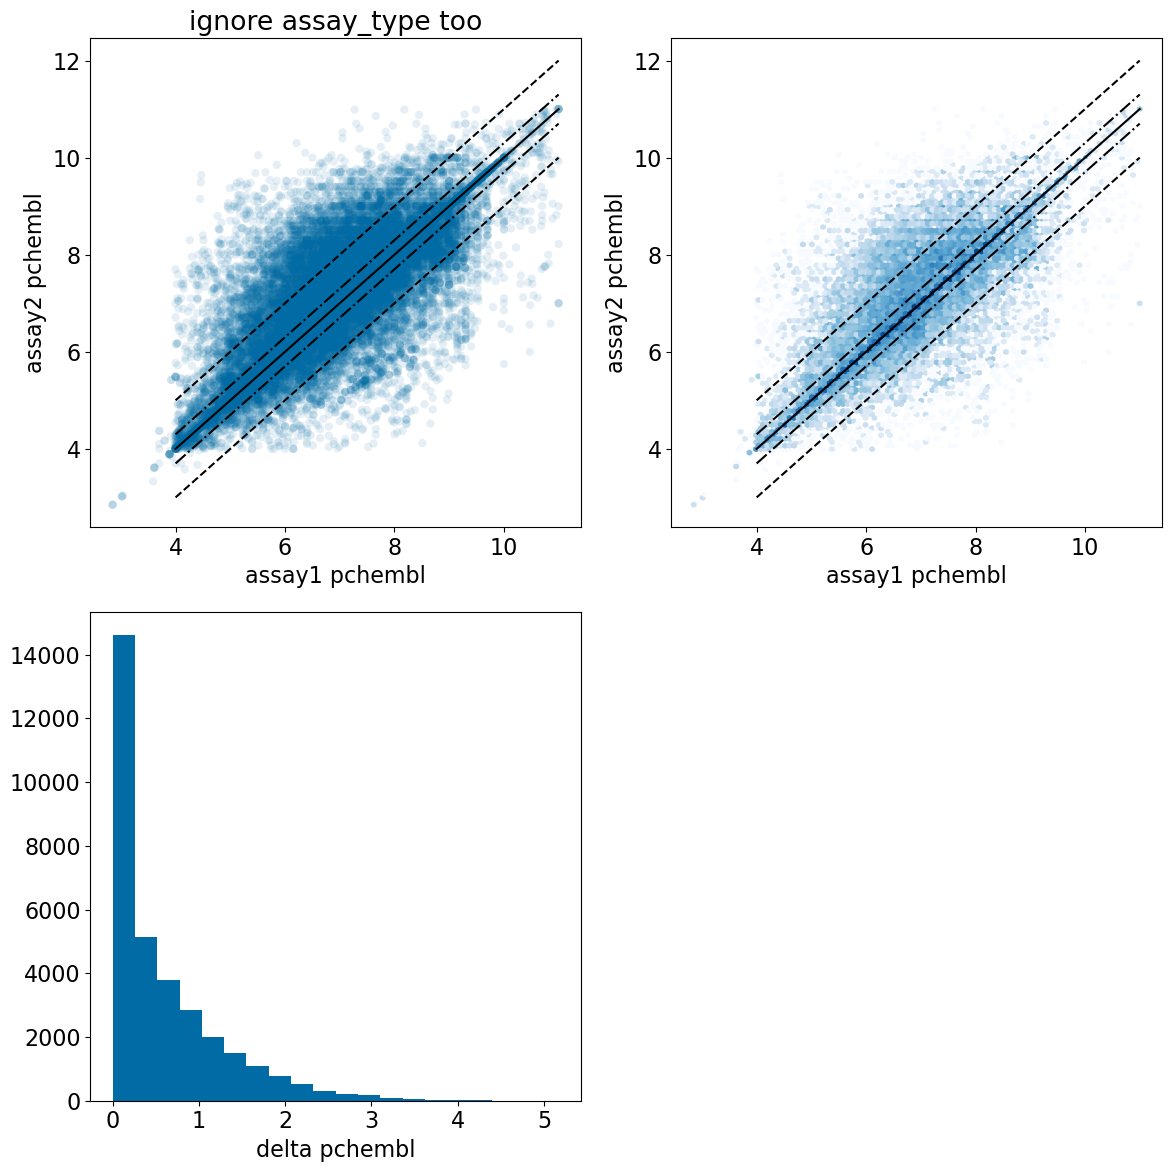 ignore assay_type too
12
10
8
6
4
assay2 pchembl
4 6 8 10
assay1 pchembl
12
10
8
6
4
assay2 pchembl
4 6 8 10
assay1 pchembl
14000
12000
10000
8000
6000
4000
2000
0
0 1 2 3 4 5
delta pchembl